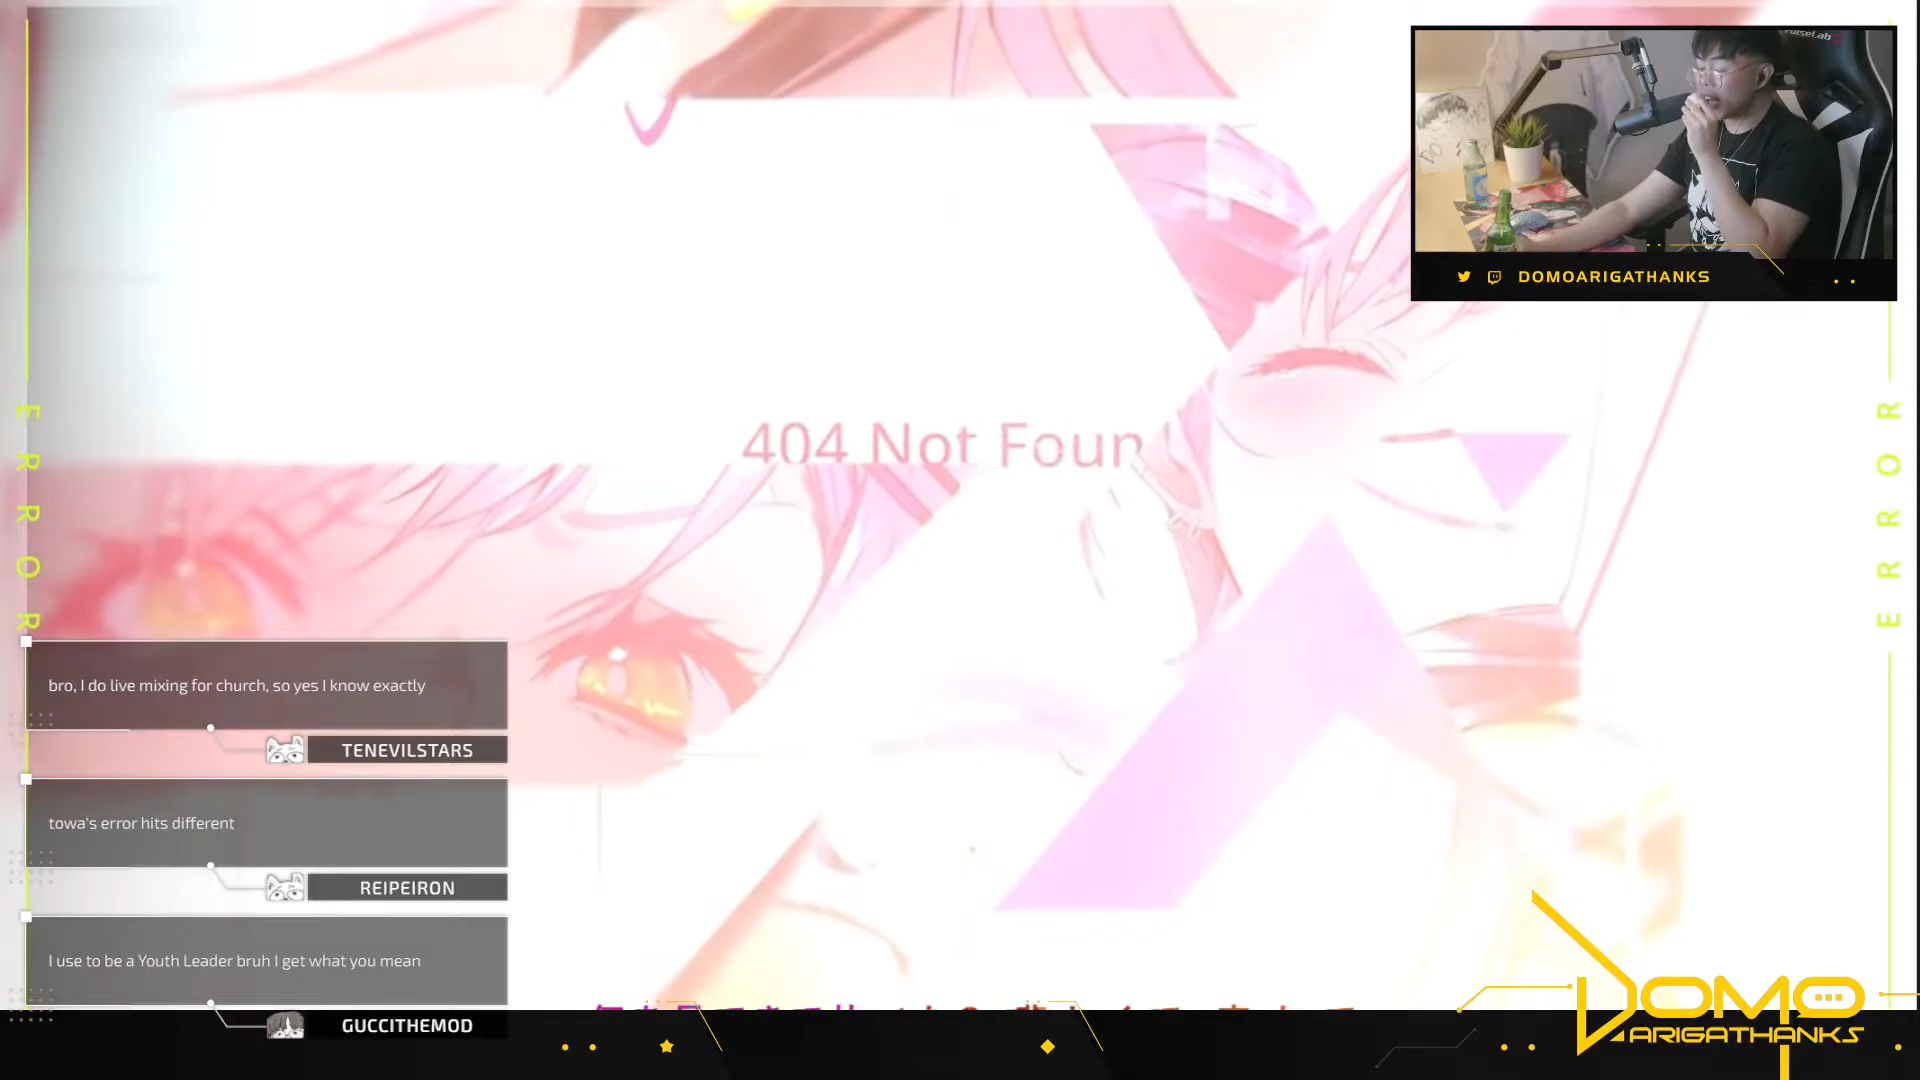 PulseLabz
DOMOARIGATHANKS
ERROR
ERROR
404 Not Foun
bro, I do live mixing for church, so yes I know exactly
TENEVILSTARS
towa's error hits different
REIPEIRON
I use to be a Youth Leader bruh I get what you mean
GUCCITHEMOD
DOMO
ARIGATHANKS